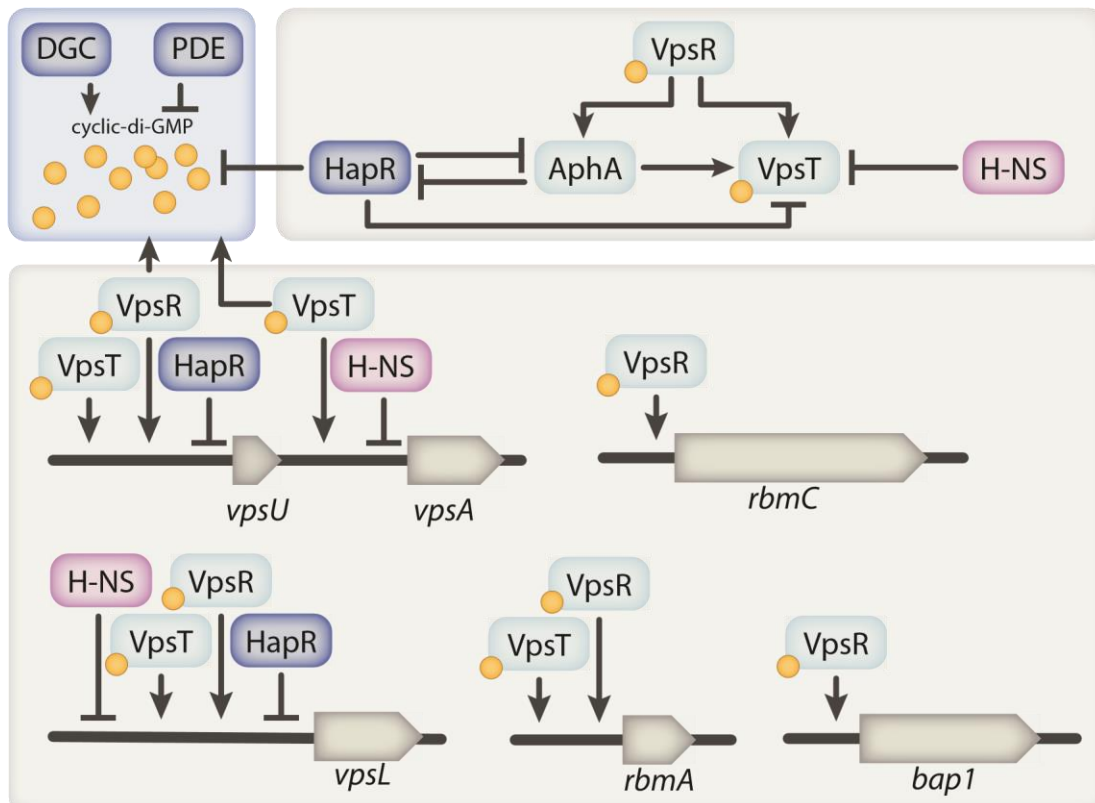 DGC
PDE
cyclic-di-GMP
VpsR
HapR
AphA
VpsT
H-NS
VpsR
VpsT
VpsT
HapR
H-NS
vpsU
vpsA
VpsR
rbmC
H-NS
VpsR
VpsT
HapR
vpsL
VpsR
VpsT
rbmA
VpsR
bap1